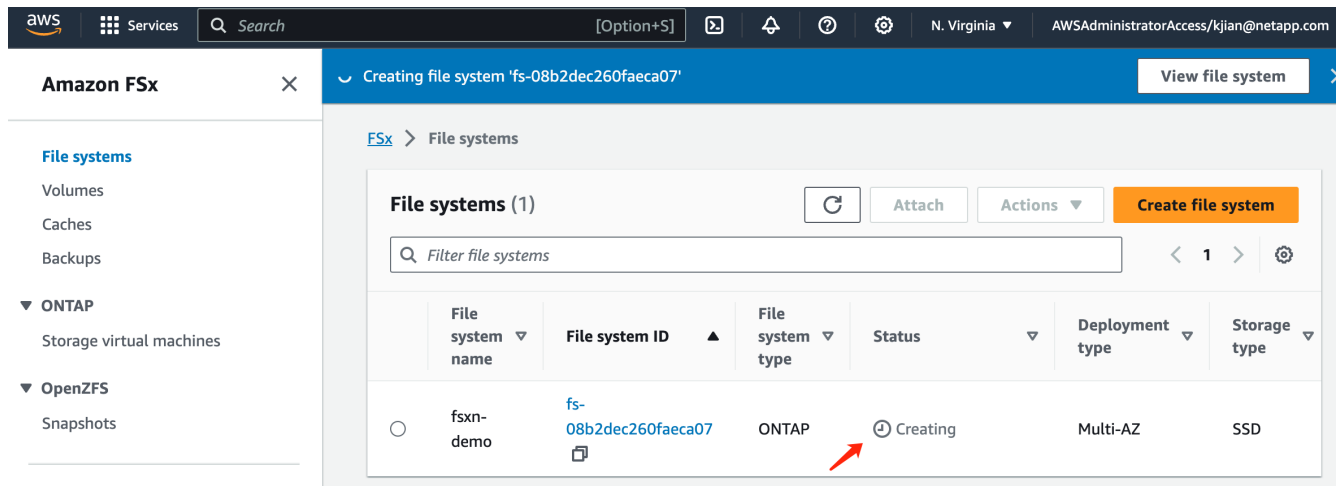 aws
Services
Search
[Option+S]
N. Virginia
AWSAdministratorAccess/kjian@netapp.com
Amazon FSx
Creating file system 'fs-08b2dec260faeca07'
View file system
File systems
Volumes
Caches
Backups
ONTAP
Storage virtual machines
OpenZFS
Snapshots
FSx > File systems
File systems (1)
Attach
Actions
Create file system
Filter file systems
1
File
system
name
File system ID
File
system
type
Status
Deployment
type
Storage
type
fsxn-
demo
fs-
08b2dec260faeca07
ONTAP
Creating
Multi-AZ
SSD